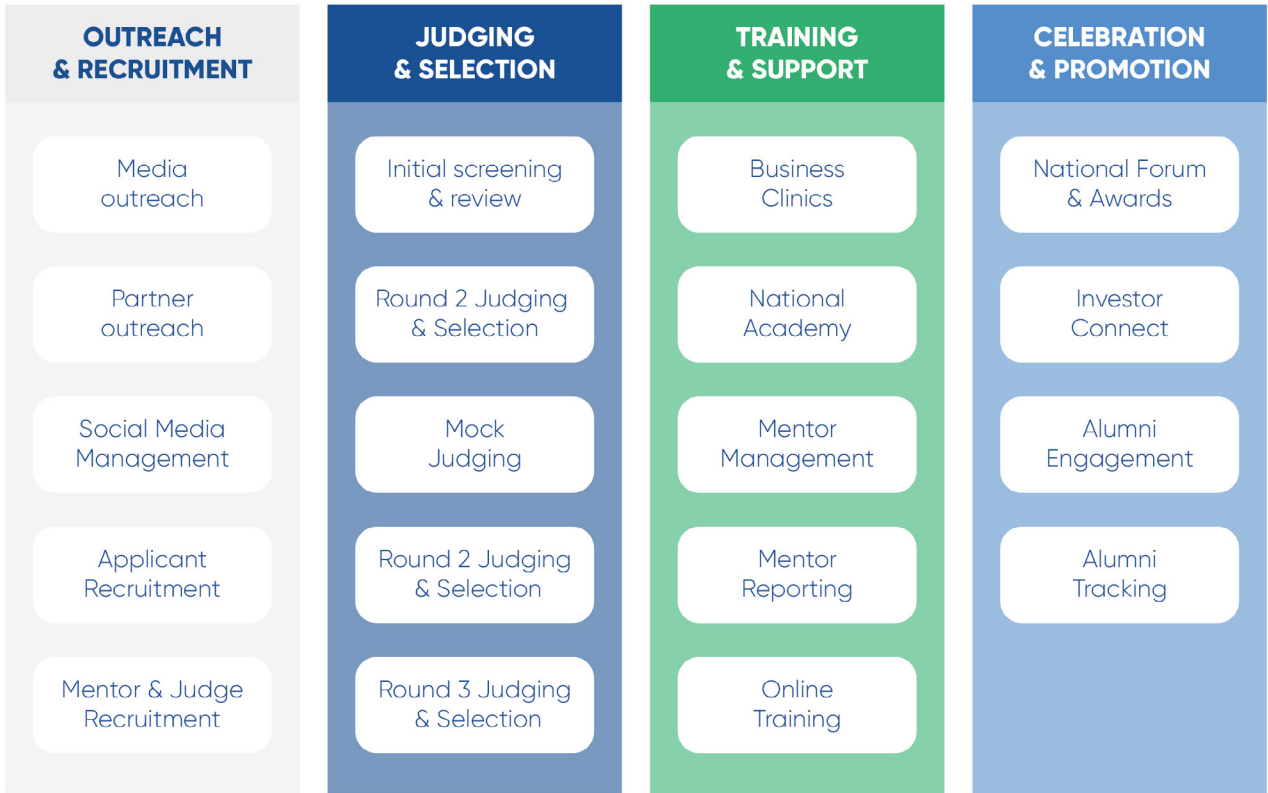 OUTREACH
& RECRUITMENT
Media
outreach
Partner
outreach
Social Media
Management
Applicant
Recruitment
Mentor & Judge
Recruitment
JUDGING
& SELECTION
Initial screening
& review
Round 2 Judging
& Selection
Mock
Judging
Round 2 Judging
& Selection
Round 3 Judging
& Selection
TRAINING
& SUPPORT
Business
Clinics
National
Academy
Mentor
Management
Mentor
Reporting
Online
Training
CELEBRATION
& PROMOTION
National Forum
& Awards
Investor
Connect
Alumni
Engagement
Alumni
Tracking